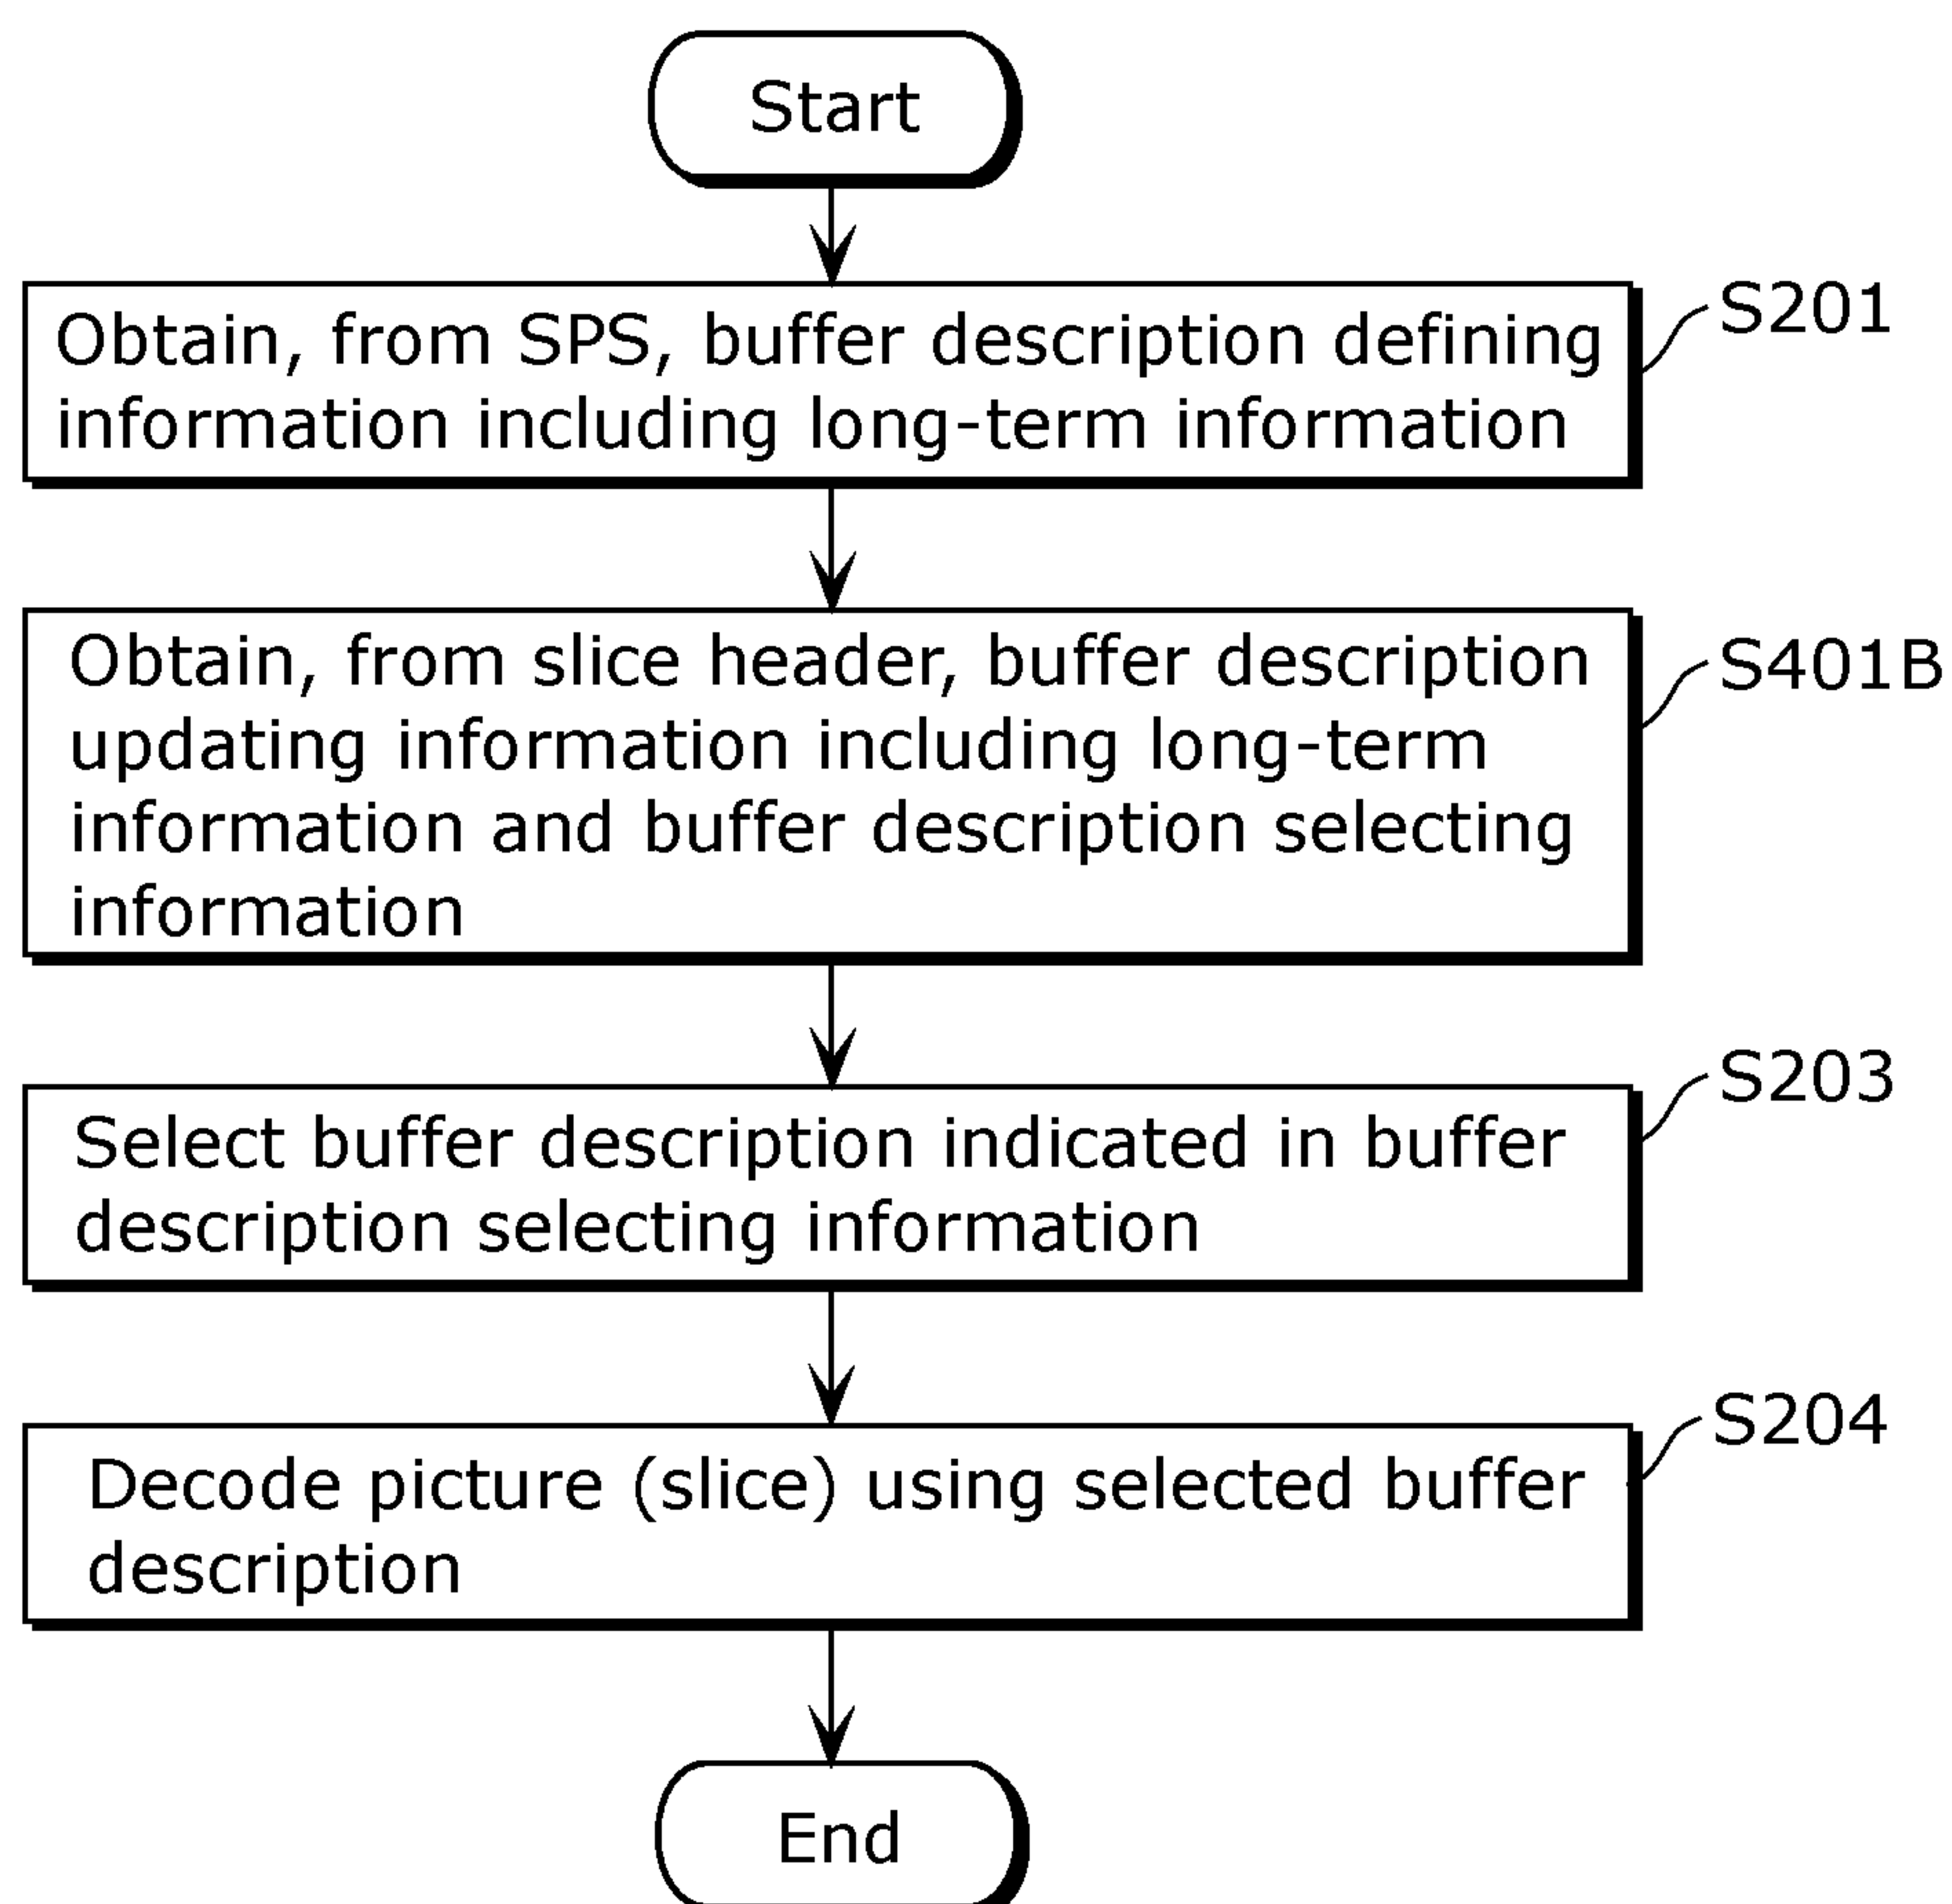 Start
Obtain, from SPS, buffer description defining
information including long-term information
S201
Obtain, from slice header, buffer description
updating information including long-term
information and buffer description selecting
information
S401B
Select buffer description indicated in buffer
description selecting information
S203
Decode picture (slice) using selected buffer
description
S204
End